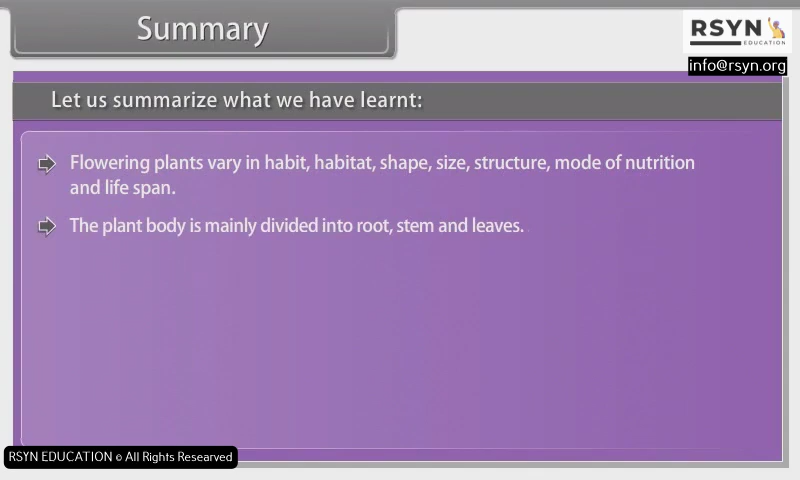 Summary
RSYN
EDUCATION
info@rsyn.org
Let us summarize what we have learnt:
Flowering plants vary in habit, habitat, shape, size, structure, mode of nutrition
and life span.
The plant body is mainly divided into root, stem and leaves.
RSYN EDUCATION © All Rights Researved